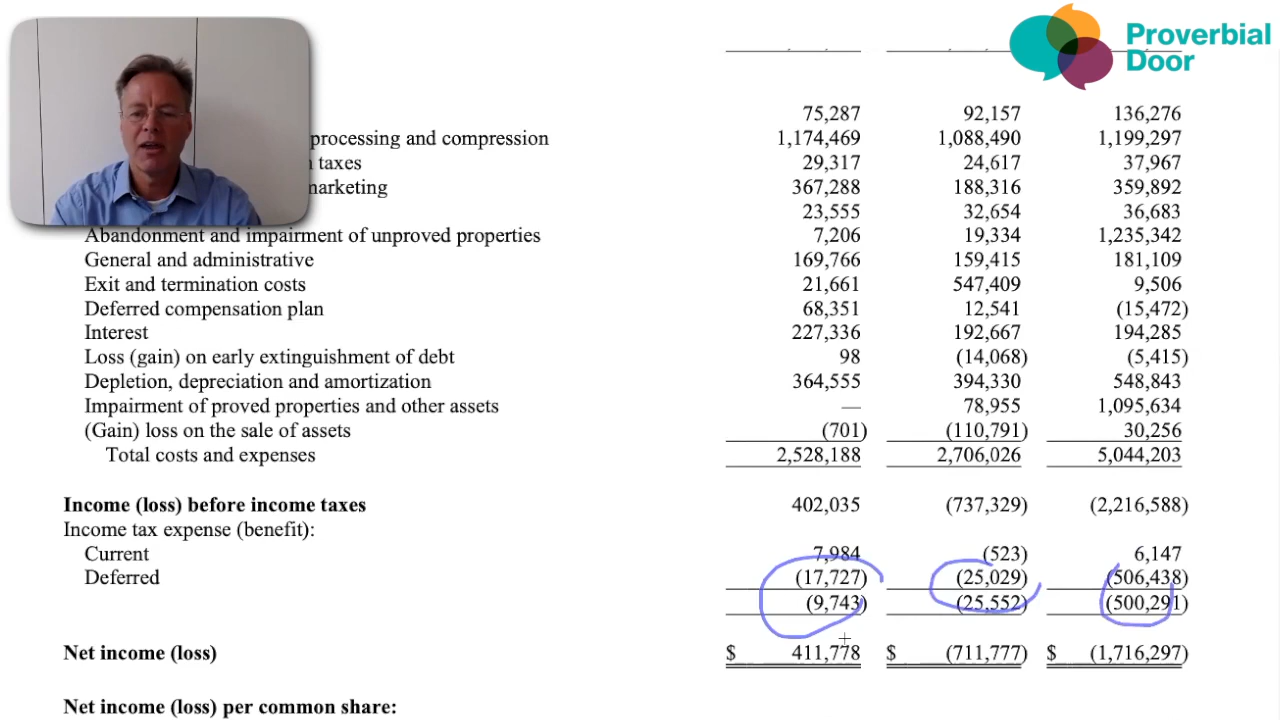 Proverbial
Door
75,287 92,157 136,276
processing and compression 1,174,469 1,088,490 1,199,297
taxes 29,317 24,617 37,967
marketing 367,288 188,316 359,892
23,555 32,654 36,683
Abandonment and impairment of unproved properties 7,206 19,334 1,235,342
General and administrative 169,766 159,415 181,109
Exit and termination costs 21,661 547,409 9,506
Deferred compensation plan 68,351 12,541 (15,472)
Interest 227,336 192,667 194,285
Loss (gain) on early extinguishment of debt 98 (14,068) (5,415)
Depletion, depreciation and amortization 364,555 394,330 548,843
Impairment of proved properties and other assets — 78,955 1,095,634
(Gain) loss on the sale of assets (701) (110,791) 30,256
Total costs and expenses 2,528,188 2,706,026 5,044,203
Income (loss) before income taxes 402,035 (737,329) (2,216,588)
Income tax expense (benefit):
Current 7,984 (523) 6,147
Deferred (17,727) (25,029) (506,438)
(9,743) (25,552) (500,291)
Net income (loss) $ 411,778 $ (711,777) $ (1,716,297)
Net income (loss) per common share: